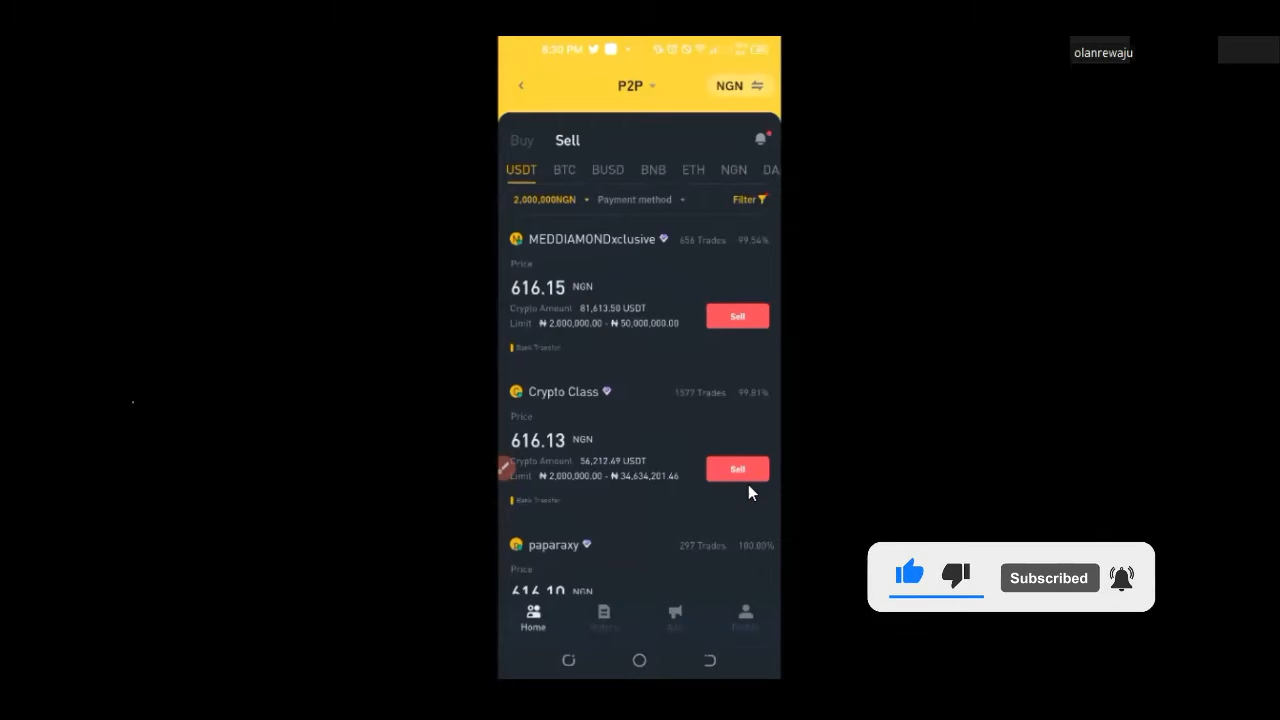 olanrewaju
8:30 PM
P2P
NGN
Buy Sell
USDT BTC BUSD BNB ETH NGN DA
2,000,000NGN Payment method Filter
MEDDIAMONDxclusive 656 Trades 99.54%
Price
616.15 NGN
Crypto Amount 81,613.50 USDT
Sell
Limit ₦ 2,000,000.00 - ₦ 50,000,000.00
Bank Transfer
Crypto Class 1577 Trades 99.81%
Price
616.13 NGN
Crypto Amount 56,212.49 USDT
Sell
Limit ₦ 2,000,000.00 - ₦ 34,634,201.46
Bank Transfer
paparaxy 297 Trades 100.00%
Price
NGN
Home
Subscribed